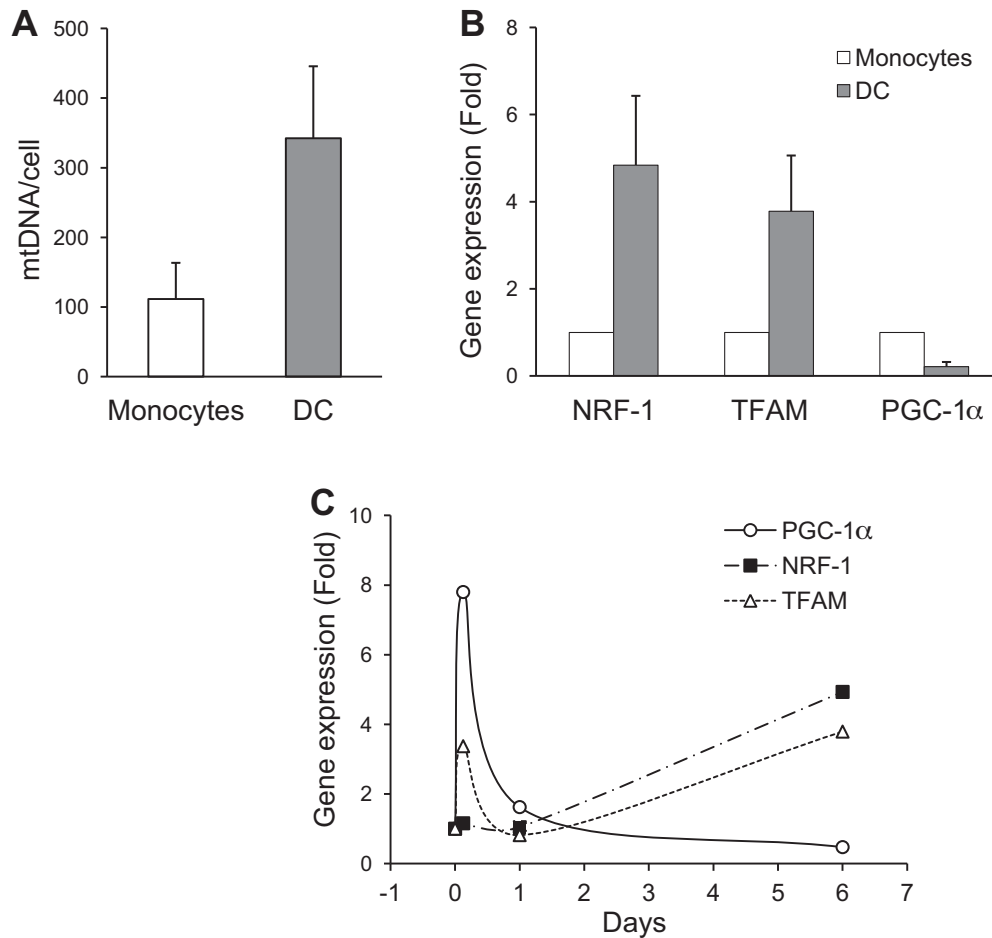 A
mtDNA/cell
500
400
300
200
100
0
Monocytes DC
B
Gene expression (Fold)
8
6
4
2
0
Monocytes
DC
NRF-1 TFAM PGC-1α
C
Gene expression (Fold)
10
8
6
4
2
0
PGC-1α
NRF-1
TFAM
-1 0 1 2 3 4 5 6 7
Days